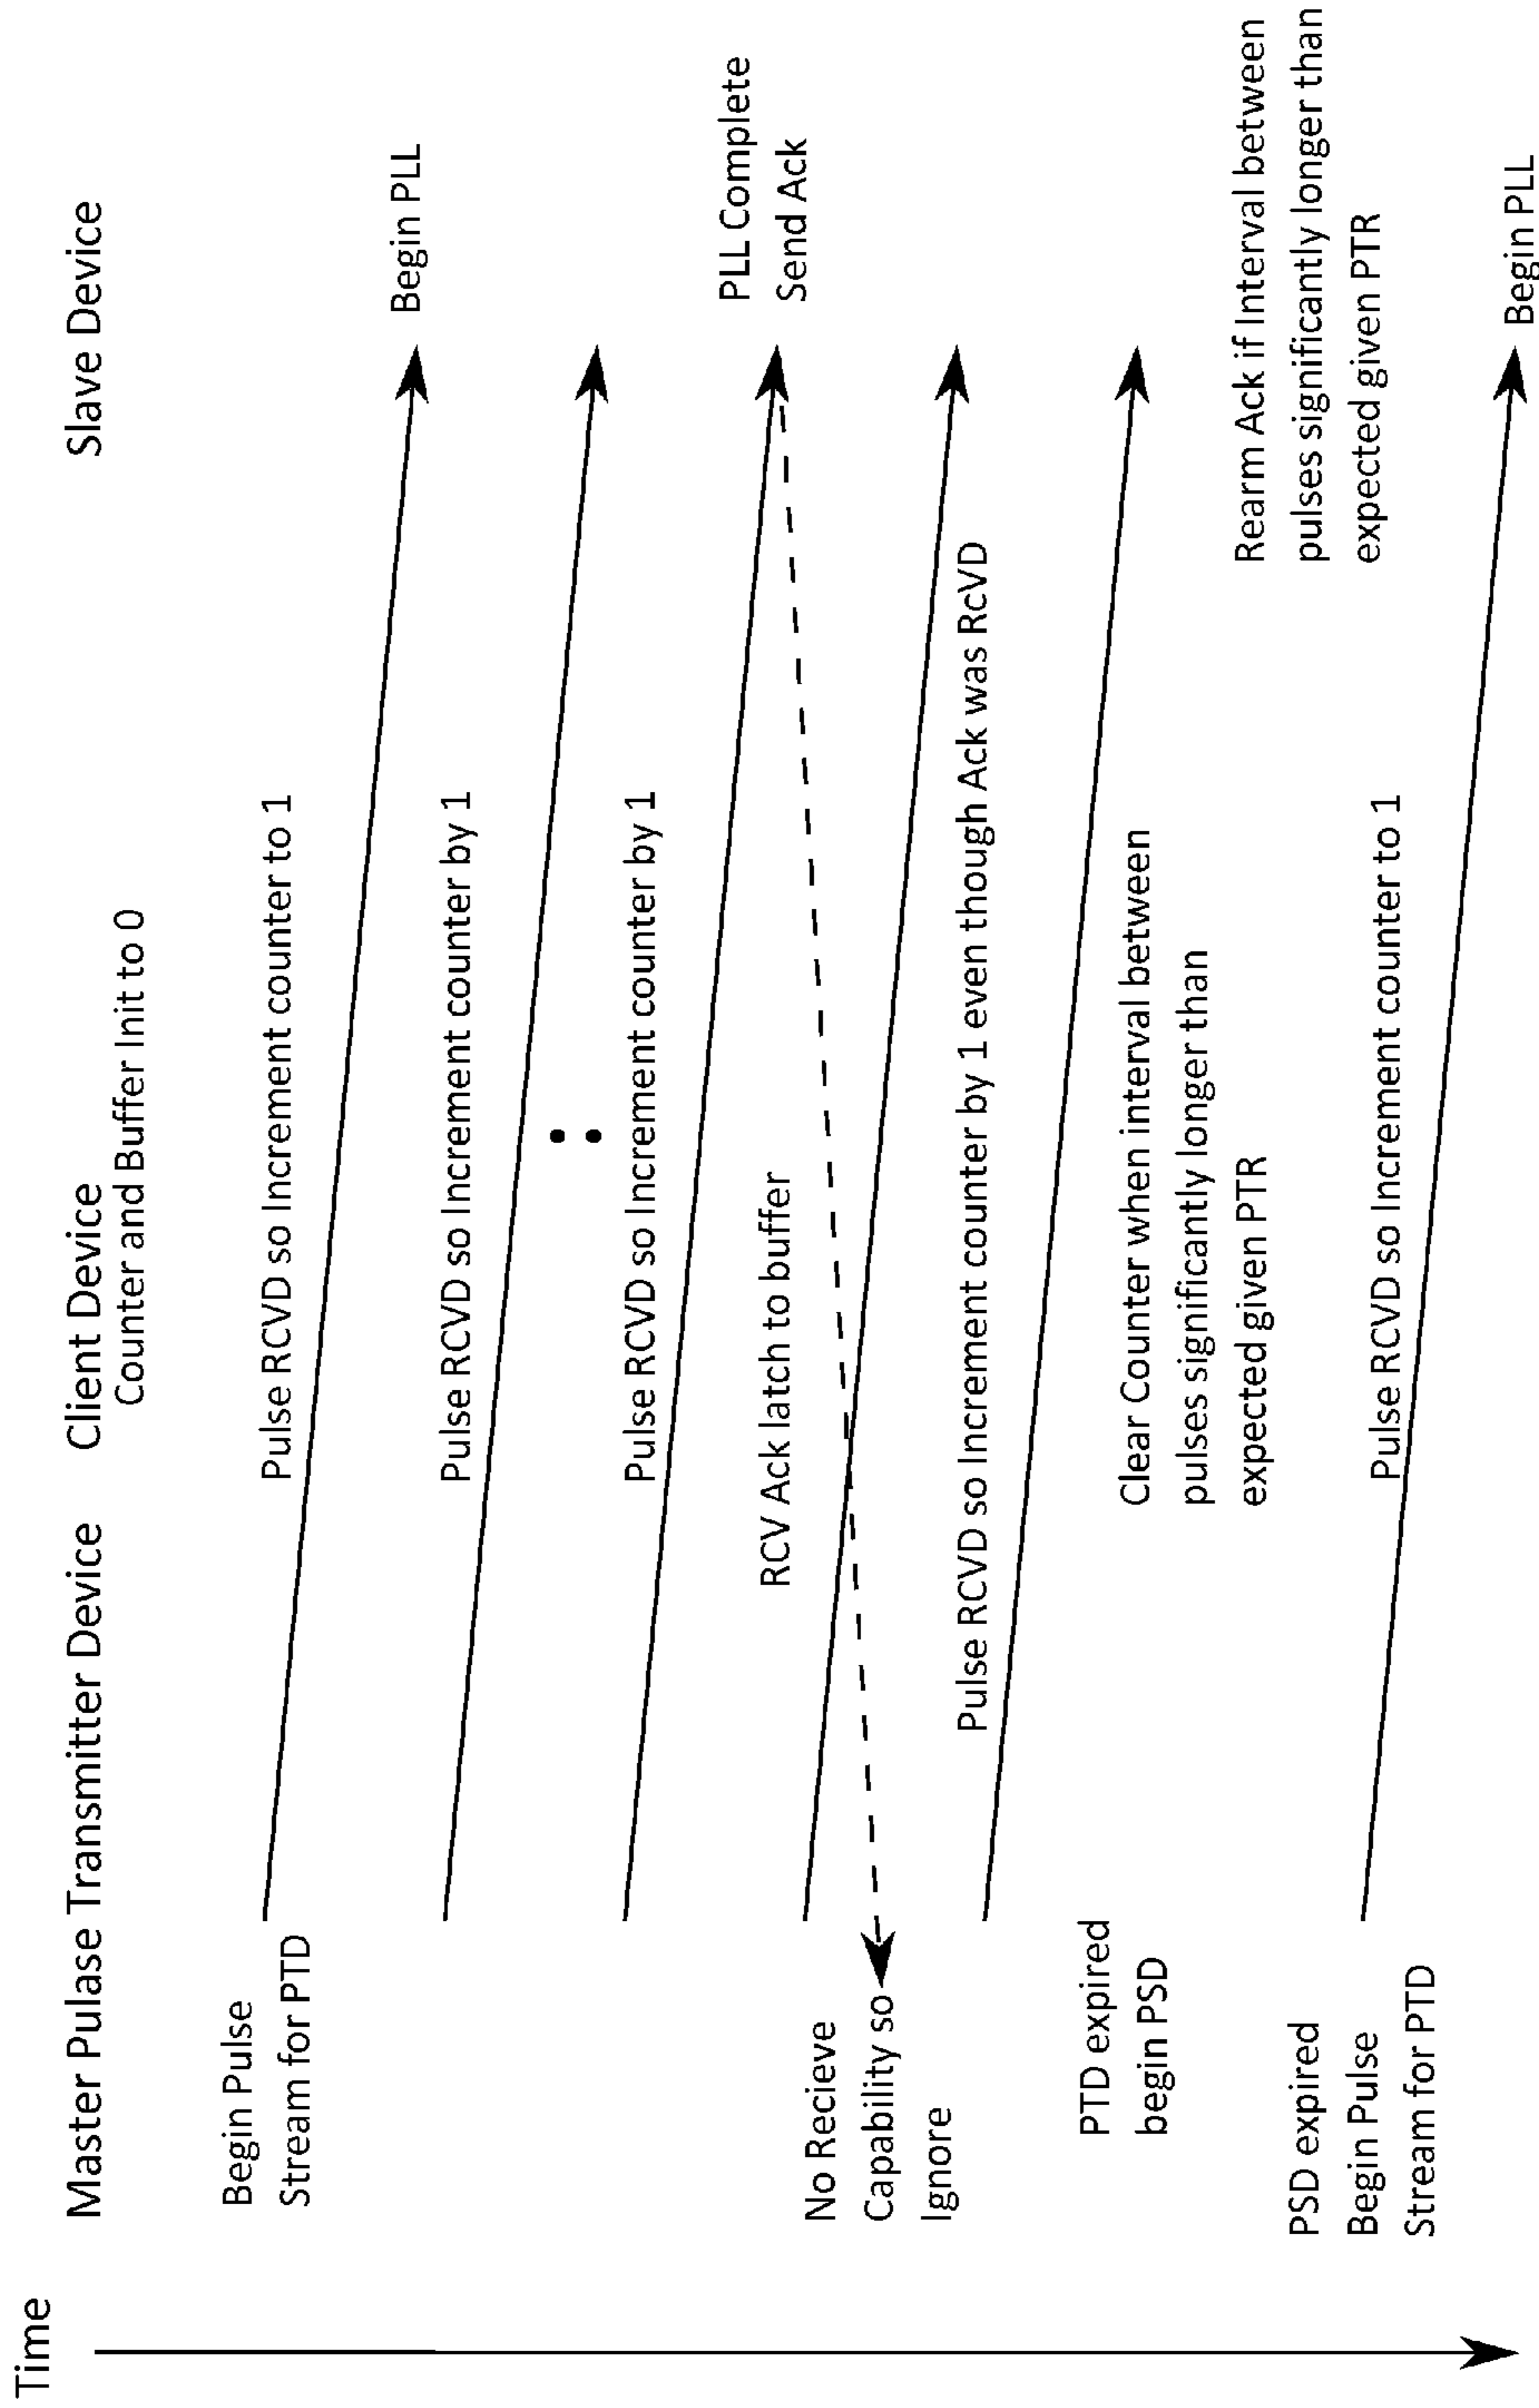 Time
Master Pulase Transmitter Device
Client Device
Slave Device
Counter and Buffer Init to 0
Begin Pulse
Stream for PTD
Pulse RCVD so Increment counter to 1
Begin PLL
Pulse RCVD so Increment counter by 1
Pulse RCVD so Increment counter by 1
PLL Complete
Send Ack
RCV Ack latch to buffer
No Recieve
Capability so
Ignore
Pulse RCVD so Increment counter by 1 even though Ack was RcVD
PTD expired
begin PSD
Clear Counter when interval between
pulses significantly longer than
expected given PTR
Rearm Ack if Interval between
pulses significantly longer than
expected given PTR
PSD expired
Begin Pulse
Stream for PTD
Pulse RCVD so Increment counter to 1
Begin PLL